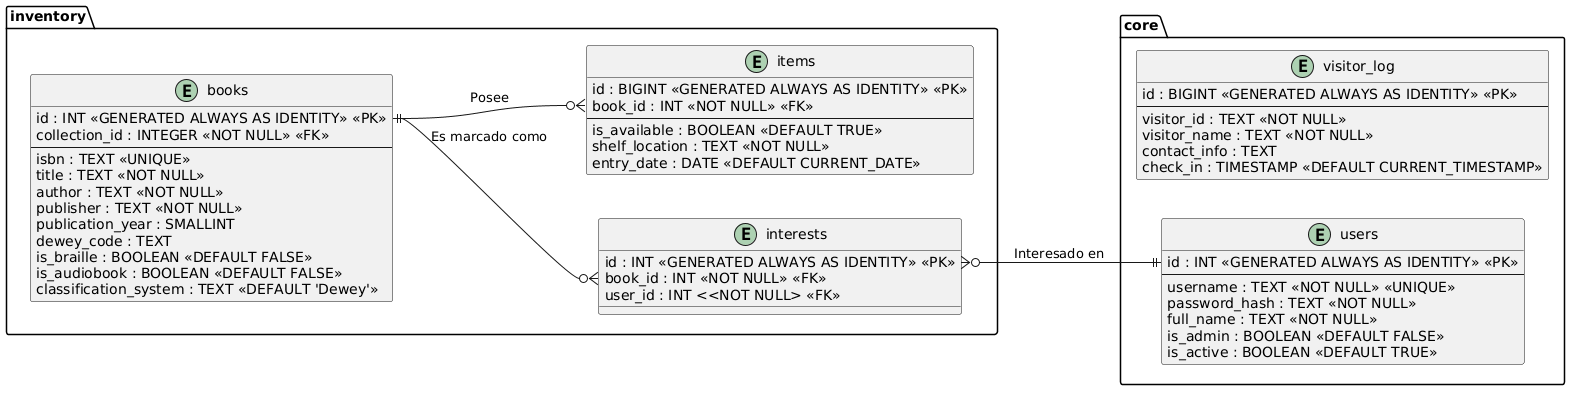 inventory
books
id : INT «GENERATED ALWAYS AS IDENTITY» «PK»
collection_id : INTEGER «NOT NULL» «FK»
isbn : TEXT «UNIQUE»
title : TEXT «NOT NULL»
author : TEXT «NOT NULL»
publisher : TEXT «NOT NULL»
publication_year : SMALLINT
dewey_code : TEXT
is_braille : BOOLEAN «DEFAULT FALSE»
is_audiobook : BOOLEAN «DEFAULT FALSE»
classification_system : TEXT «DEFAULT 'Dewey'»
Posee
Es marcado como
items
id : BIGINT «GENERATED ALWAYS AS IDENTITY» «PK»
book_id : INT «NOT NULL» «FK»
is_available : BOOLEAN «DEFAULT TRUE»
shelf_location : TEXT «NOT NULL»
entry_date : DATE «DEFAULT CURRENT_DATE»
interests
id : INT «GENERATED ALWAYS AS IDENTITY» «PK»
book_id : INT «NOT NULL» «FK»
user_id : INT <<NOT NULL> «FK»
Interesado en
core
visitor_log
id : BIGINT «GENERATED ALWAYS AS IDENTITY» «PK»
visitor_id : TEXT «NOT NULL»
visitor_name : TEXT «NOT NULL»
contact_info : TEXT
check_in : TIMESTAMP «DEFAULT CURRENT_TIMESTAMP»
users
id : INT «GENERATED ALWAYS AS IDENTITY» «PK»
username : TEXT «NOT NULL» «UNIQUE»
password_hash : TEXT «NOT NULL»
full_name : TEXT «NOT NULL»
is_admin : BOOLEAN «DEFAULT FALSE»
is_active : BOOLEAN «DEFAULT TRUE»
E
E
E
E
E